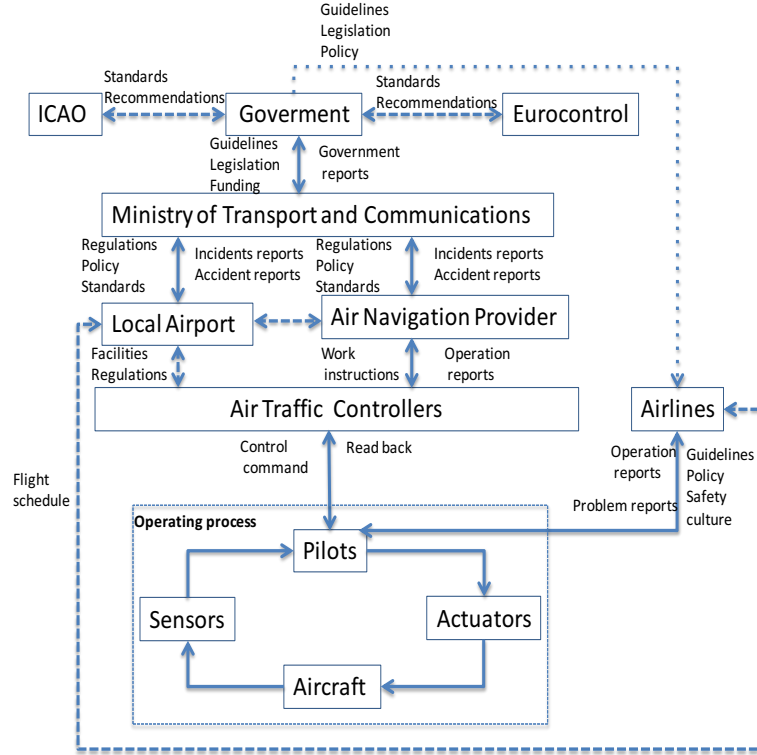 Guidelines
Legislation
Policy
Standards
Recommendations
Standards
Recommendations
ICAO
Goverment
Eurocontrol
Guidelines
Legislation
Funding
Government
reports
Ministry of Transport and Communications
Regulations
Policy
Standards
Incidents reports
Accident reports
Regulations
Policy
Standards
Incidents reports
Accident reports
Local Airport
Air Navigation Provider
Facilities
Regulations
Work
instructions
Operation
reports
Air Traffic Controllers
Airlines
Control
command
Read back
Operation
reports
Problem reports
Guidelines
Policy
Safety
culture
Flight
schedule
Operating process
Pilots
Sensors
Actuators
Aircraft